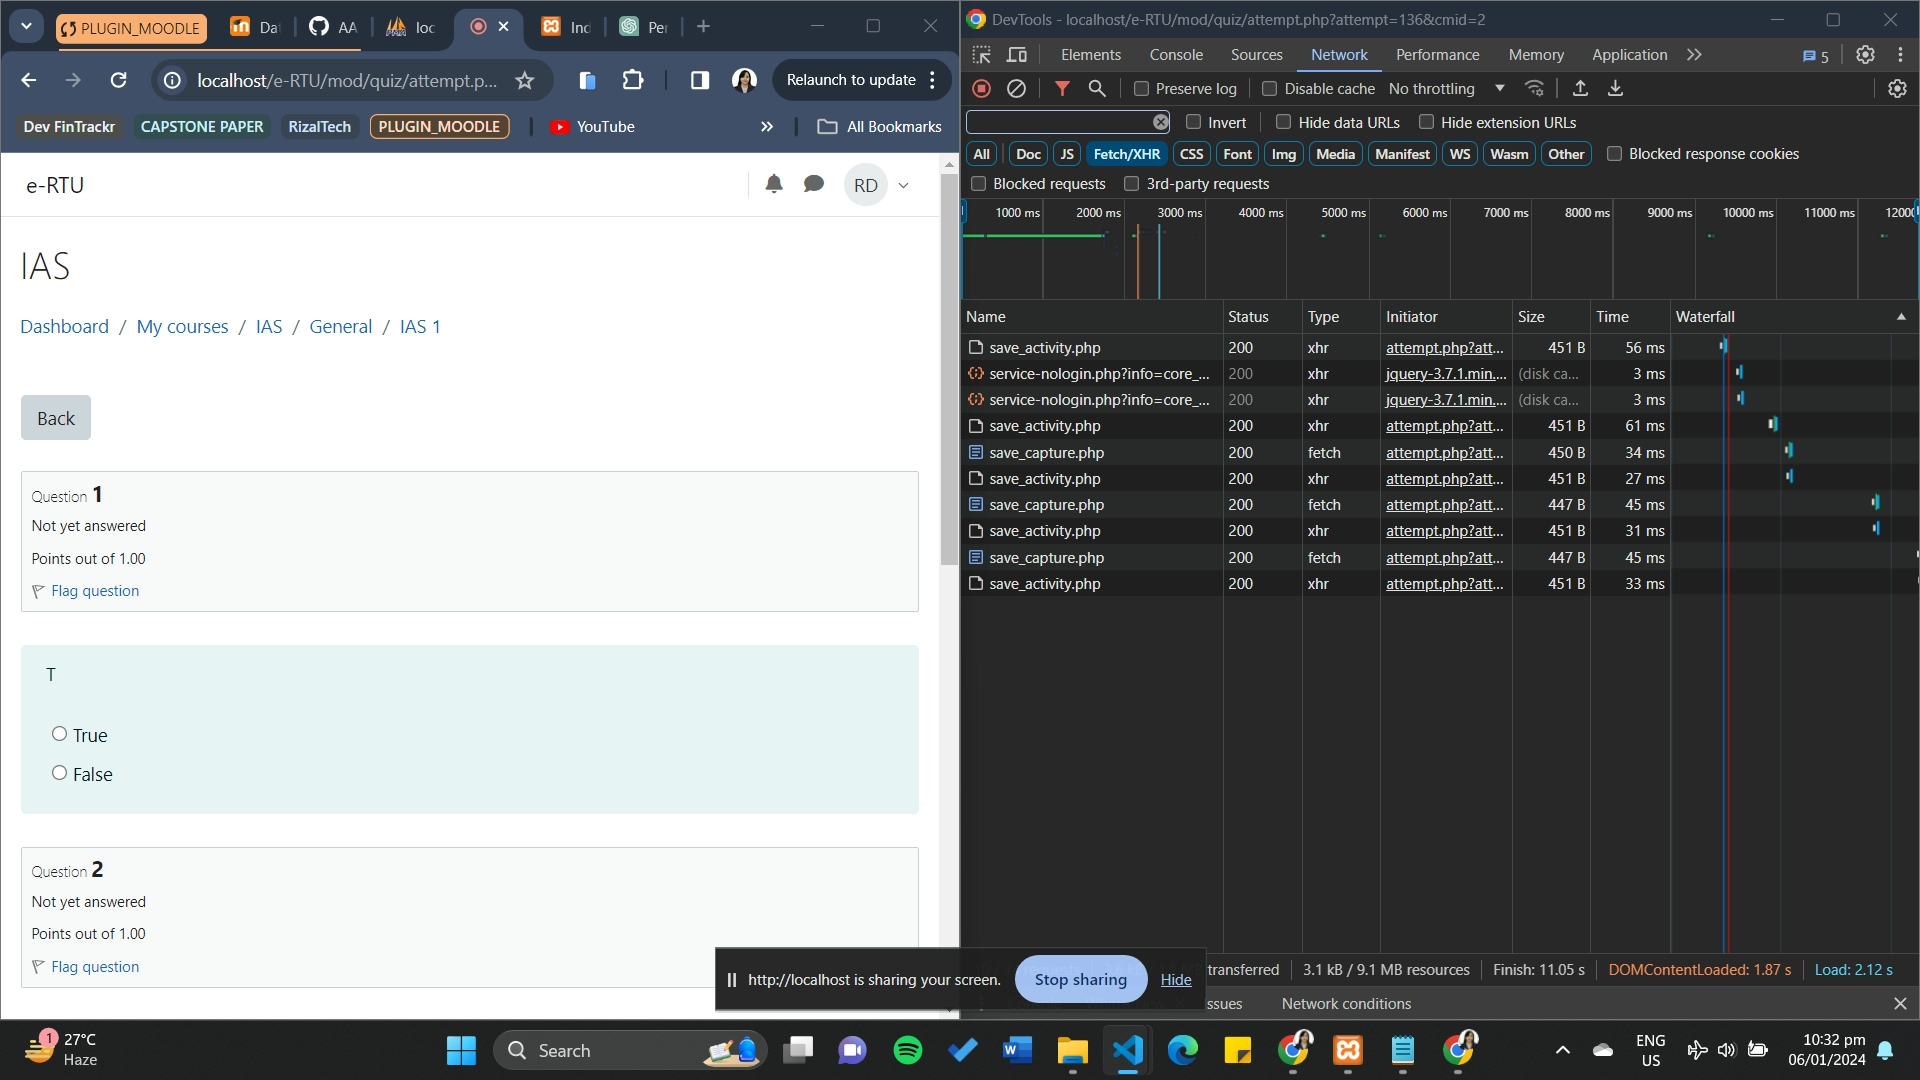 PLUGIN_MOODLE
Da
AA
loc
Inc
Per
DevTools - localhost/e-RTU/mod/quiz/attempt.php?attempt=136&cmid=2
localhost/e-RTU/mod/quiz/attempt.p...
Relaunch to update
Elements Console Sources Network Performance Memory Application 5
Preserve log Disable cache No throttling
Dev FinTrackr CAPSTONE PAPER RizalTech PLUGIN_MOODLE YouTube » All Bookmarks
Invert Hide data URLs Hide extension URLs
All Doc JS Fetch/XHR CSS Font Img Media Manifest WS Wasm Other Blocked response cookies
Blocked requests 3rd-party requests
1000 ms 2000 ms 3000 ms 4000 ms 5000 ms 6000 ms 7000 ms 8000 ms 9000 ms 10000 ms 11000 ms 12000
e-RTU
RD
IAS
Dashboard / My courses / IAS / General / IAS 1
Back
Question 1
Not yet answered
Points out of 1.00
Flag question
T
True
False
Question 2
Not yet answered
Points out of 1.00
Flag question
Name Status Type Initiator Size Time Waterfall
save_activity.php 200 xhr attempt.php?att... 451 B 56 ms
service-nologin.php?info=core_... 200 xhr jquery-3.7.1.min.... (disk ca... 3 ms
service-nologin.php?info=core_... 200 xhr jquery-3.7.1.min.... (disk ca... 3 ms
save_activity.php 200 xhr attempt.php?att... 451 B 61 ms
save_capture.php 200 fetch attempt.php?att... 450 B 34 ms
save_activity.php 200 xhr attempt.php?att... 451 B 27 ms
save_capture.php 200 fetch attempt.php?att... 447 B 45 ms
save_activity.php 200 xhr attempt.php?att... 451 B 31 ms
save_capture.php 200 fetch attempt.php?att... 447 B 45 ms
save_activity.php 200 xhr attempt.php?att... 451 B 33 ms
transferred 3.1 kB / 9.1 MB resources Finish: 11.05 s DOMContentLoaded: 1.87 s Load: 2.12 s
http://localhost is sharing your screen. Stop sharing Hide
ssues Network conditions
1
27°C
Haze
Search
ENG
US
10:32 pm
06/01/2024